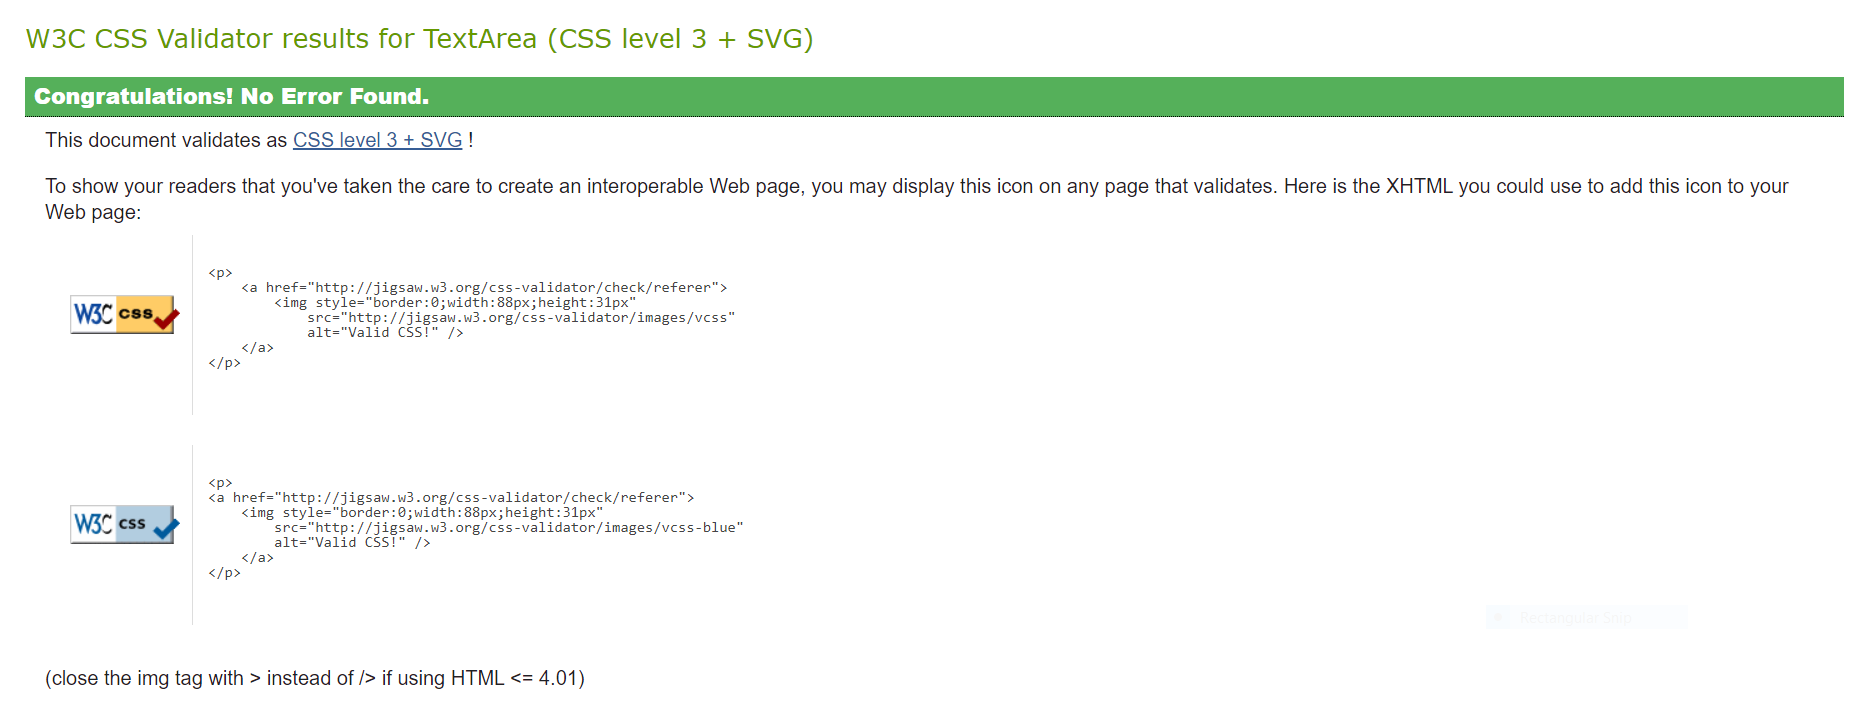 W3C CSS Validator results for TextArea (CSS level 3 + SVG)
Congratulations! No Error Found.
This document validates as CSS level 3 + SVG !
To show your readers that you've taken the care to create an interoperable Web page, you may display this icon on any page that validates. Here is the XHTML you could use to add this icon to your
Web page:
W3C css
<p>
<a href="http://jigsaw.w3.org/css-validator/check/referer">
<img style="border:0;width:88px;height:31px"
src="http://jigsaw.w3.org/css-validator/images/vcss"
alt="Valid CSS!" />
</a>
</p>
W3C css
<p>
<a href="http://jigsaw.w3.org/css-validator/check/referer">
<img style="border:0;width:88px;height:31px"
src="http://jigsaw.w3.org/css-validator/images/vcss-blue"
alt="Valid CSS!" />
</a>
</p>
Rectangular Snip
(close the img tag with > instead of /> if using HTML <= 4.01)